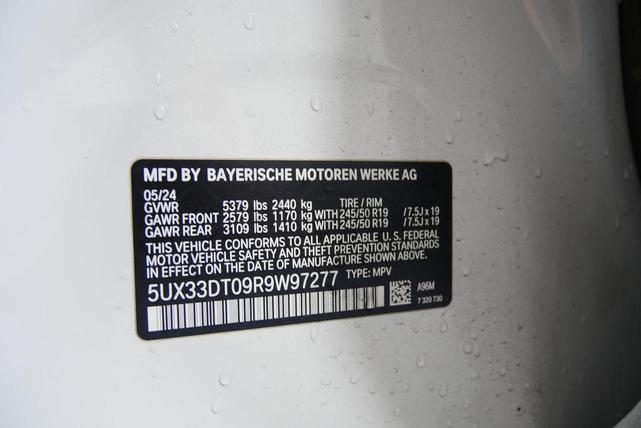 MFD BY BAYERISCHE MOTOREN WERKE AG
05/24
GVWR 5379 lbs 2440 kg TIRE / RIM
GAWR FRONT 2579 lbs 1170 kg WITH 245/50 R19 / 7.5J x 19
GAWR REAR 3109 lbs 1410 kg WITH 245/50 R19 / 7.5J x 19
THIS VEHICLE CONFORMS TO ALL APPLICABLE U. S. FEDERAL
MOTOR VEHICLE SAFETY AND THEFT PREVENTION STANDARDS
IN EFFECT ON THE DATE OF MANUFACTURE SHOWN ABOVE.
5UX33DT09R9W97277 TYPE: MPV
A96M
7 320 730